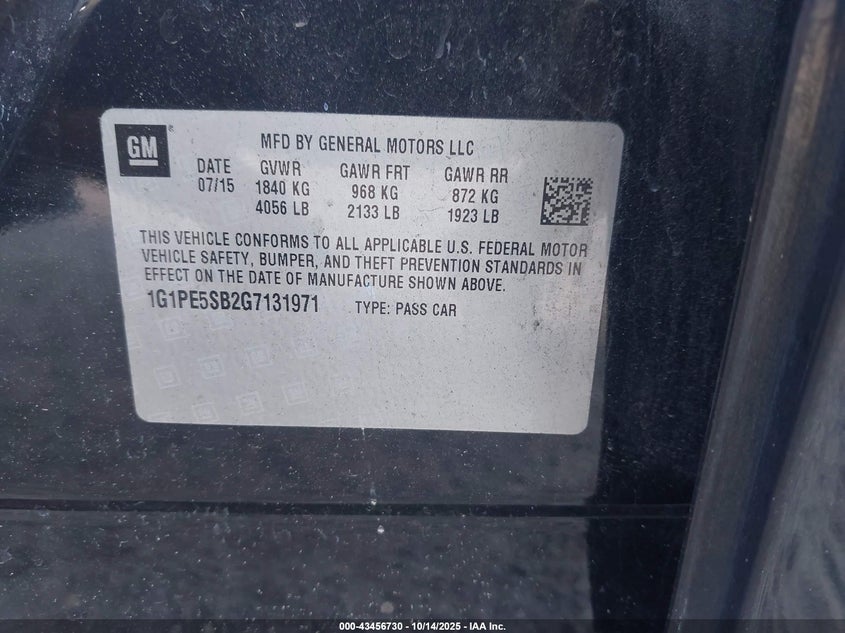 GM
®
MFD BY GENERAL MOTORS LLC
DATE GVWR GAWR FRT GAWR RR
07/15 1840 KG 968 KG 872 KG
4056 LB 2133 LB 1923 LB
THIS VEHICLE CONFORMS TO ALL APPLICABLE U.S. FEDERAL MOTOR
VEHICLE SAFETY, BUMPER, AND THEFT PREVENTION STANDARDS IN
EFFECT ON THE DATE OF MANUFACTURE SHOWN ABOVE.
1G1PE5SB2G7131971 TYPE: PASS CAR
000-43456730 - 10/14/2025 - IAA Inc.